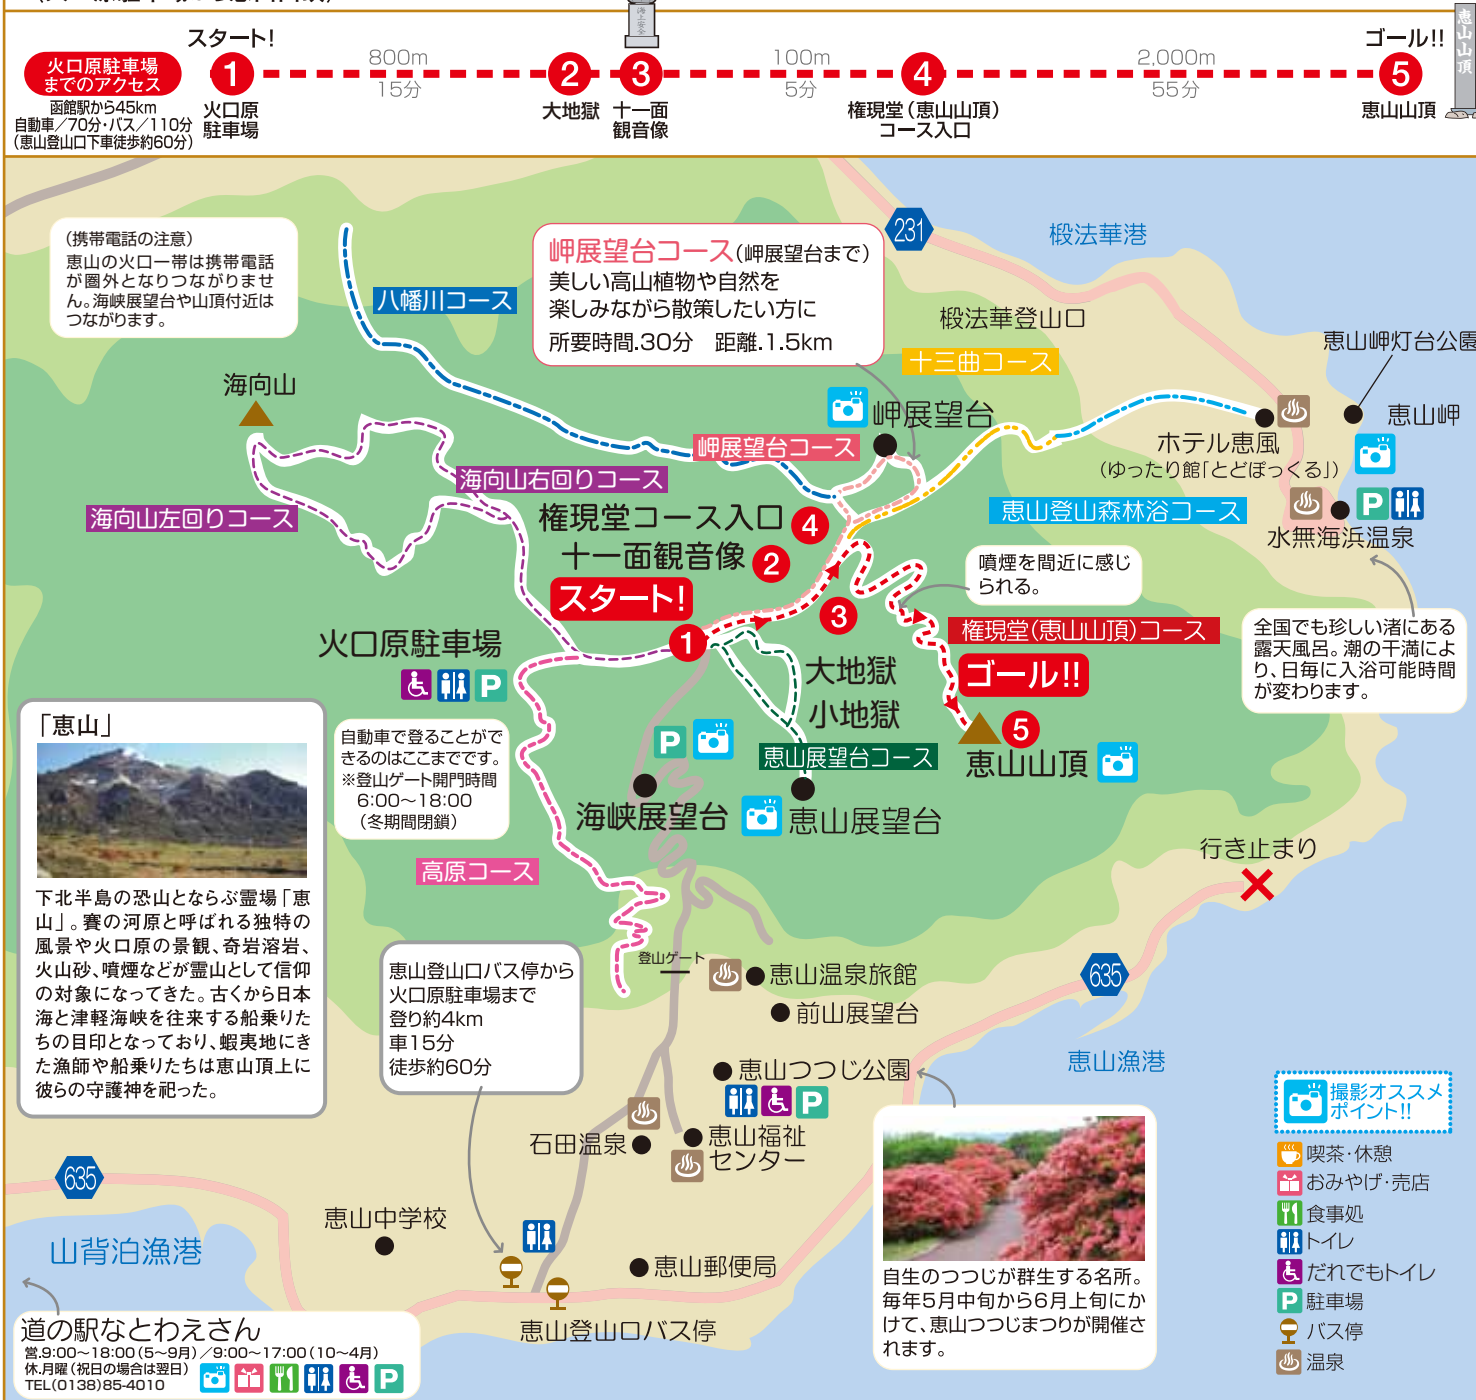 スタート!
ゴール!!
恵山山頂
海上安全
火口原駐車場
までのアクセス
函館駅から45km
自動車／70分・バス／110分
(恵山登山口下車徒歩約60分)
1
火口原
駐車場
800m
15分
2
大地獄
3
十一面
観音像
100m
5分
4
権現堂(恵山山頂)
コース入口
2,000m
55分
5
恵山山頂
(携帯電話の注意)
恵山の火口一帯は携帯電話
が圏外となりつながりませ
ん。海峡展望台や山頂付近は
つながります。
八幡川コース
岬展望台コース(岬展望台まで)
美しい高山植物や自然を
楽しみながら散策したい方に
所要時間.30分 距離.1.5km
231
椴法華港
椴法華登山口
十三曲コース
恵山岬灯台公園
恵山岬
海向山
岬展望台
岬展望台コース
ホテル恵風
(ゆったり館「とどぽっくる」)
海向山右回りコース
海向山左回りコース
権現堂コース入口 4
十一面観音像 2
恵山登山森林浴コース
P
水無海浜温泉
スタート!
1
3
噴煙を間近に感じ
られる。
権現堂(恵山山頂)コース
ゴール!!
全国でも珍しい渚にある
露天風呂。潮の干満によ
り、日毎に入浴可能時間
が変わります。
火口原駐車場
P
大地獄
小地獄
5
恵山山頂
「恵山」
下北半島の恐山とならぶ霊場「恵
山」。賽の河原と呼ばれる独特の
風景や火口原の景観、奇岩溶岩、
火山砂、噴煙などが霊山として信仰
の対象になってきた。古くから日本
海と津軽海峡を往来する船乗りた
ちの目印となっており、蝦夷地にき
た漁師や船乗りたちは恵山頂上に
彼らの守護神を祀った。
自動車で登ることがで
きるのはここまでです。
※登山ゲート開門時間
6:00〜18:00
(冬期間閉鎖)
P
恵山展望台コース
海峡展望台
恵山展望台
高原コース
行き止まり
登山ゲート
恵山温泉旅館
前山展望台
635
恵山登山口バス停から
火口原駐車場まで
登り約4km
車15分
徒歩約60分
恵山漁港
恵山つつじ公園
P
石田温泉
恵山福祉
センター
635
恵山中学校
山背泊漁港
恵山郵便局
恵山登山口バス停
自生のつつじが群生する名所。
毎年5月中旬から6月上旬にか
けて、恵山つつじまつりが開催さ
れます。
撮影オススメ
ポイント!!
喫茶・休憩
おみやげ・売店
食事処
トイレ
だれでもトイレ
P 駐車場
バス停
温泉
道の駅なとわえさん
営.9:00〜18:00(5〜9月)／9:00〜17:00(10〜4月)
休.月曜(祝日の場合は翌日)
TEL(0138)85-4010
P